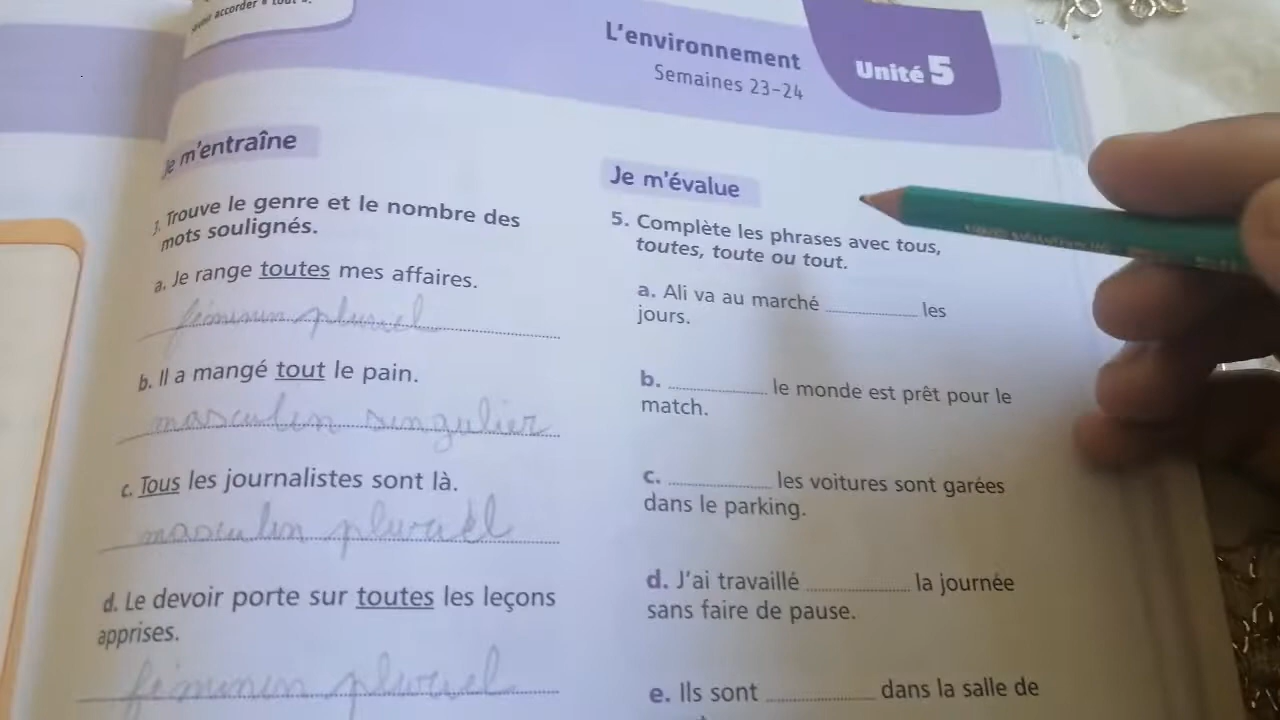 accorder « tout ».
L'environnement
Semaines 23-24
Unité 5
Je m'entraîne
1. Trouve le genre et le nombre des
mots soulignés.
a. Je range toutes mes affaires.
féminin pluriel
b. Il a mangé tout le pain.
masculin singulier
c. Tous les journalistes sont là.
masculin pluriel
d. Le devoir porte sur toutes les leçons
apprises.
féminin pluriel
Je m'évalue
5. Complète les phrases avec tous,
toutes, toute ou tout.
a. Ali va au marché ............ les
jours.
b. ............ le monde est prêt pour le
match.
c. ............ les voitures sont garées
dans le parking.
d. J'ai travaillé ............ la journée
sans faire de pause.
e. Ils sont ............ dans la salle de